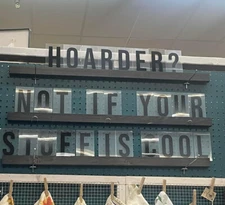 HOARDER?
NOT IF YOUR
STUFF IS COOL